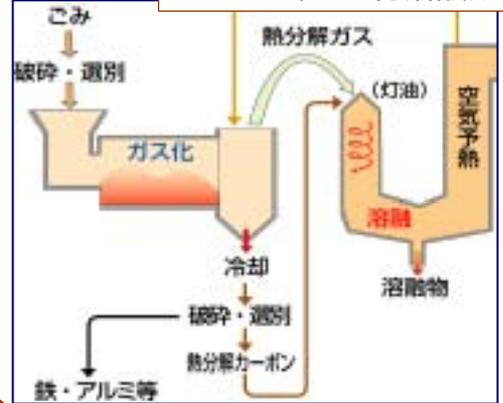 ごみ
破砕・選別
熱分解ガス
(灯油)
空気予熱
ガス化
溶融
冷却
溶融物
破砕・選別
熱分解カーボン
鉄・アルミ等